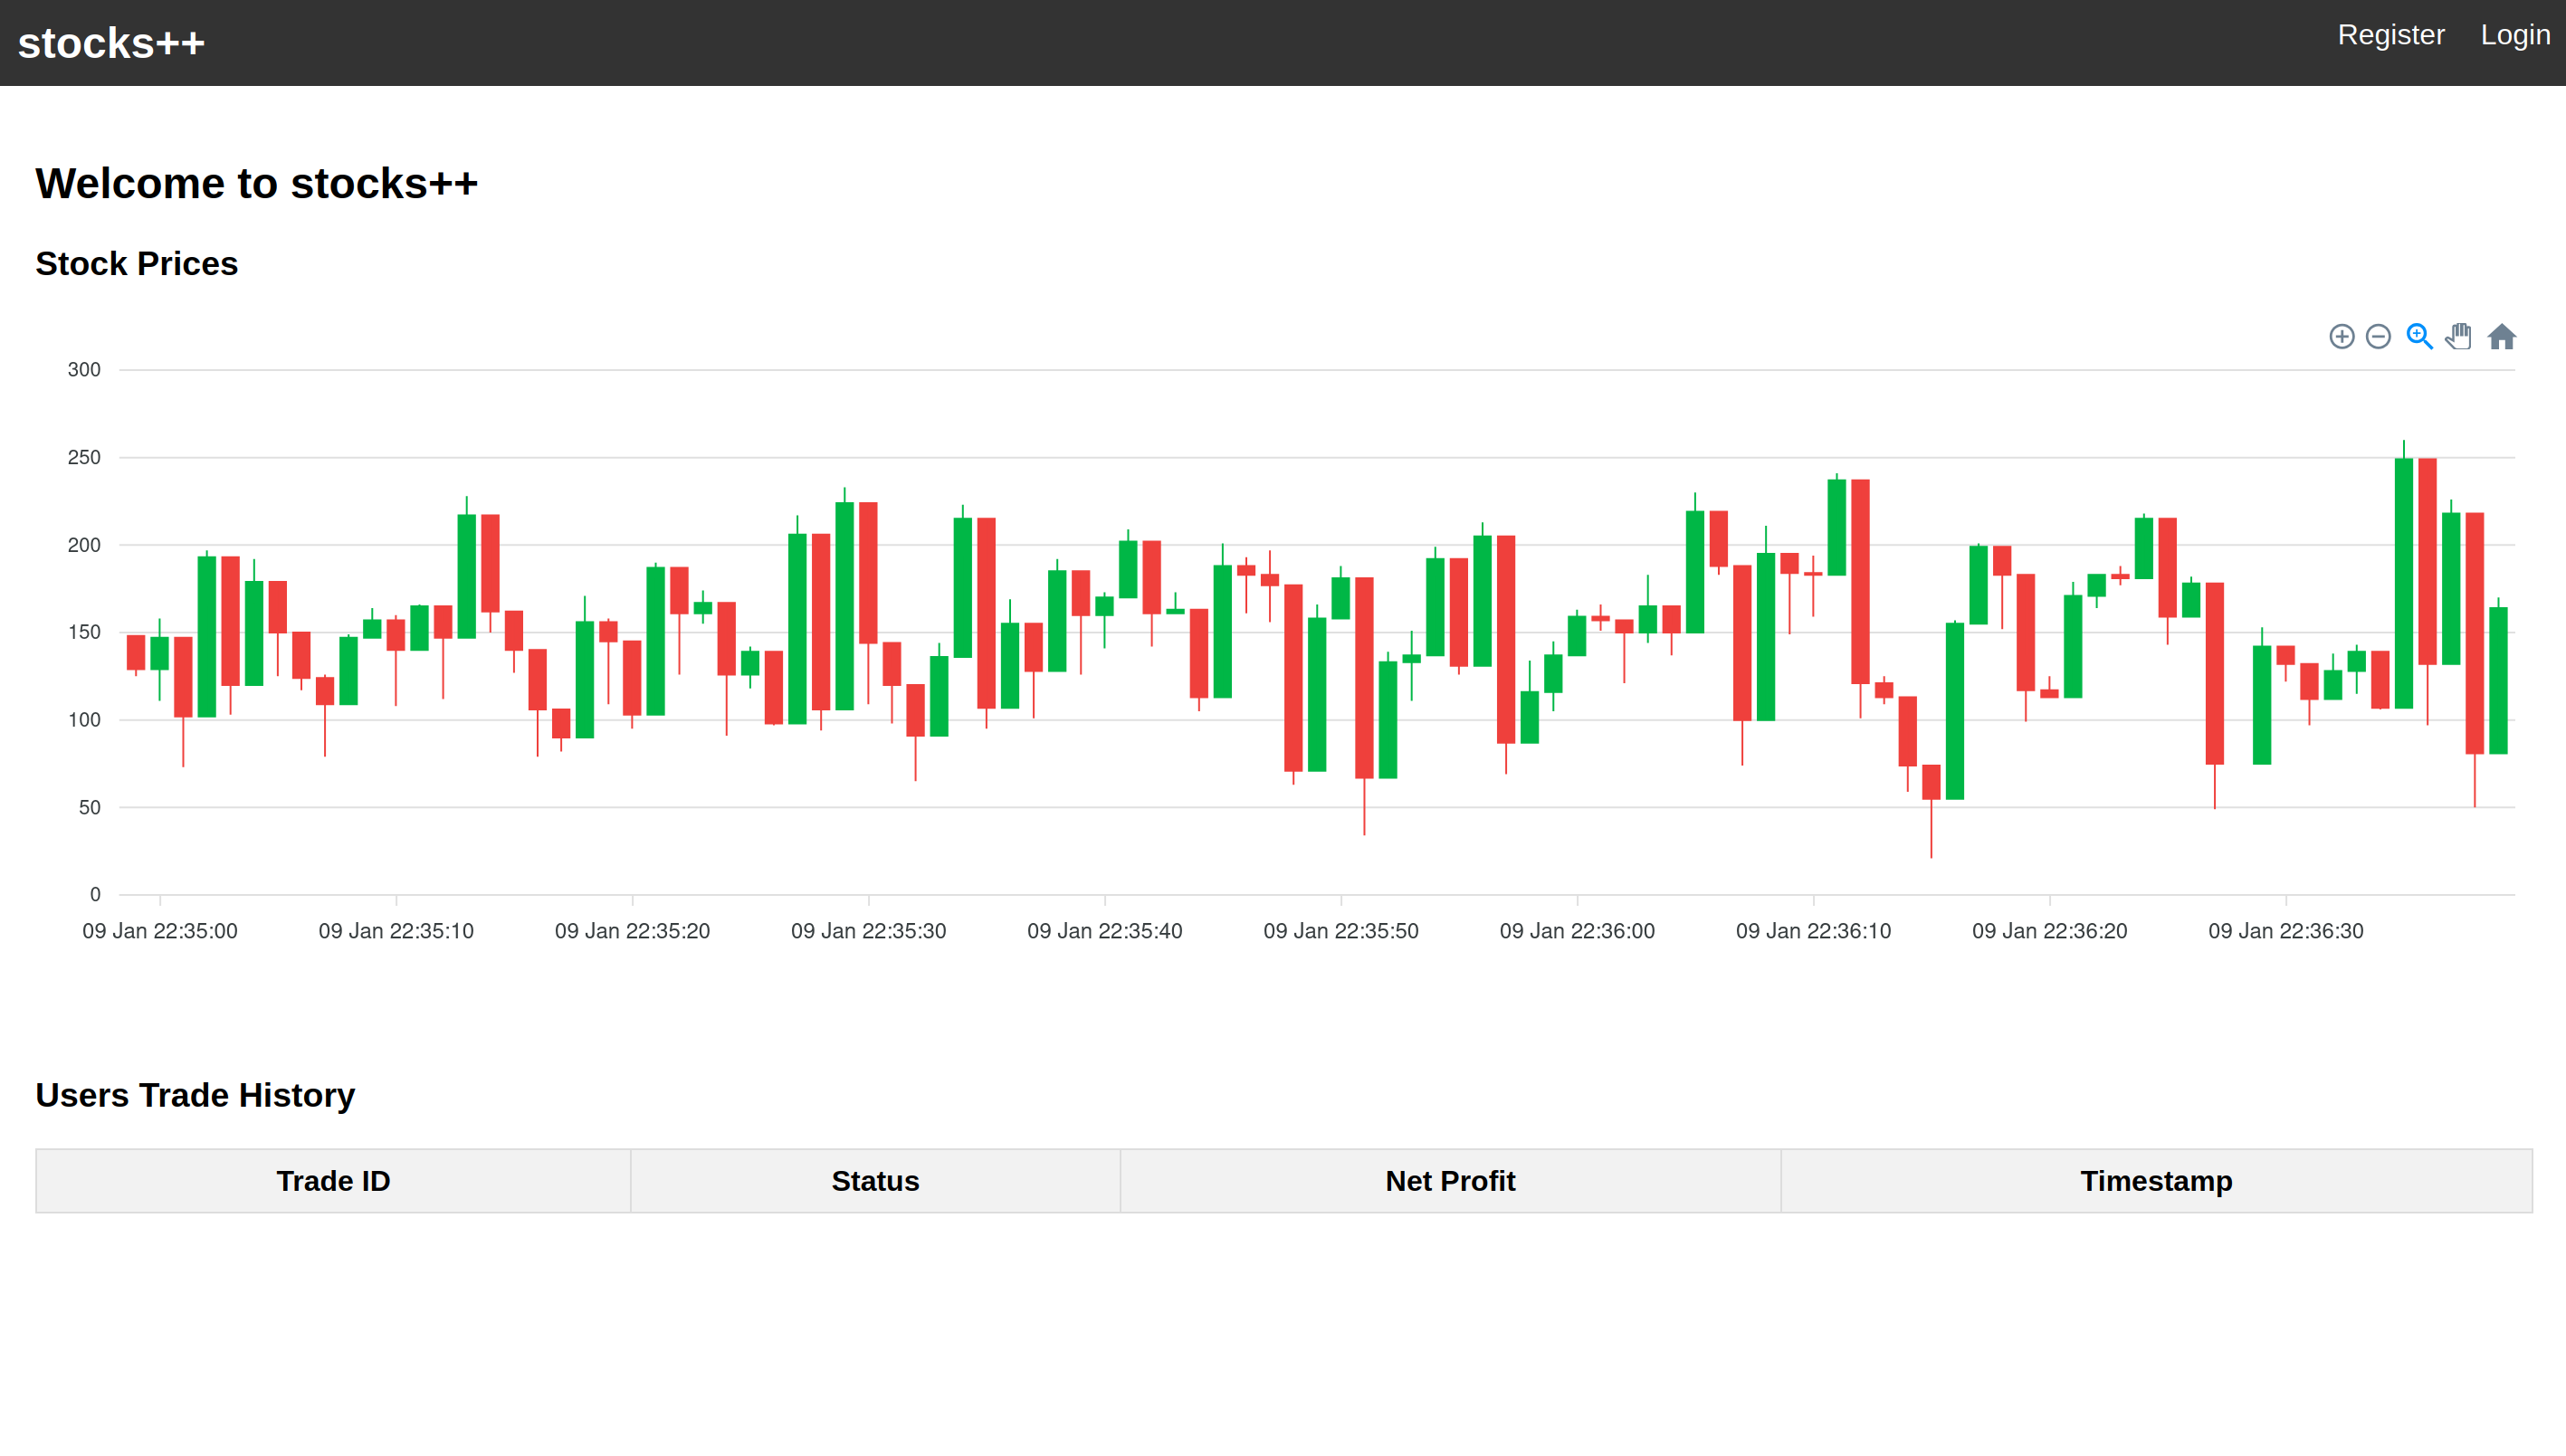 stocks++ Register Login
Welcome to stocks++
Stock Prices
300
250
200
150
100
50
0
09 Jan 22:35:00 09 Jan 22:35:10 09 Jan 22:35:20 09 Jan 22:35:30 09 Jan 22:35:40 09 Jan 22:35:50 09 Jan 22:36:00 09 Jan 22:36:10 09 Jan 22:36:20 09 Jan 22:36:30
Users Trade History
Trade ID Status Net Profit Timestamp